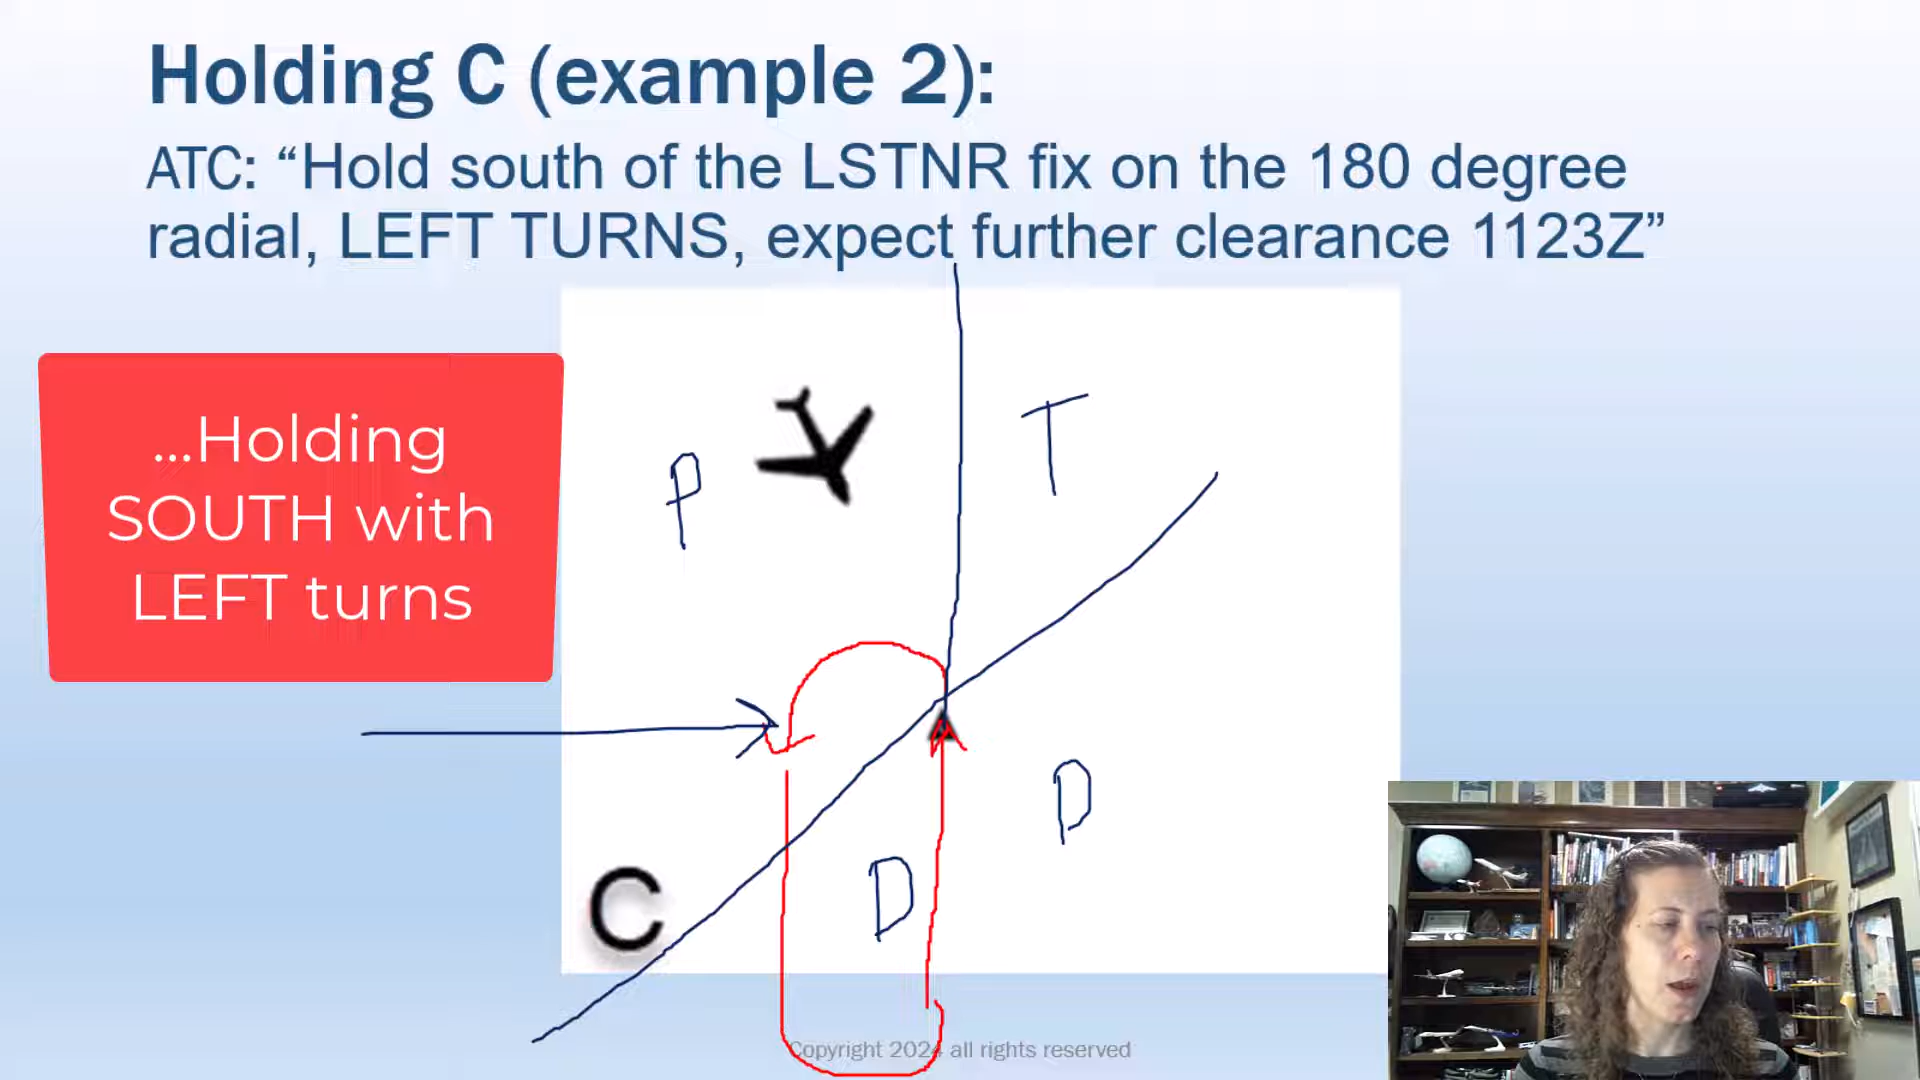 Holding C (example 2):
ATC: “Hold south of the LSTNR fix on the 180 degree
radial, LEFT TURNS, expect further clearance 1123Z”
...Holding
SOUTH with
LEFT turns
T
P
D
D
C
Copyright 2024 all rights reserved